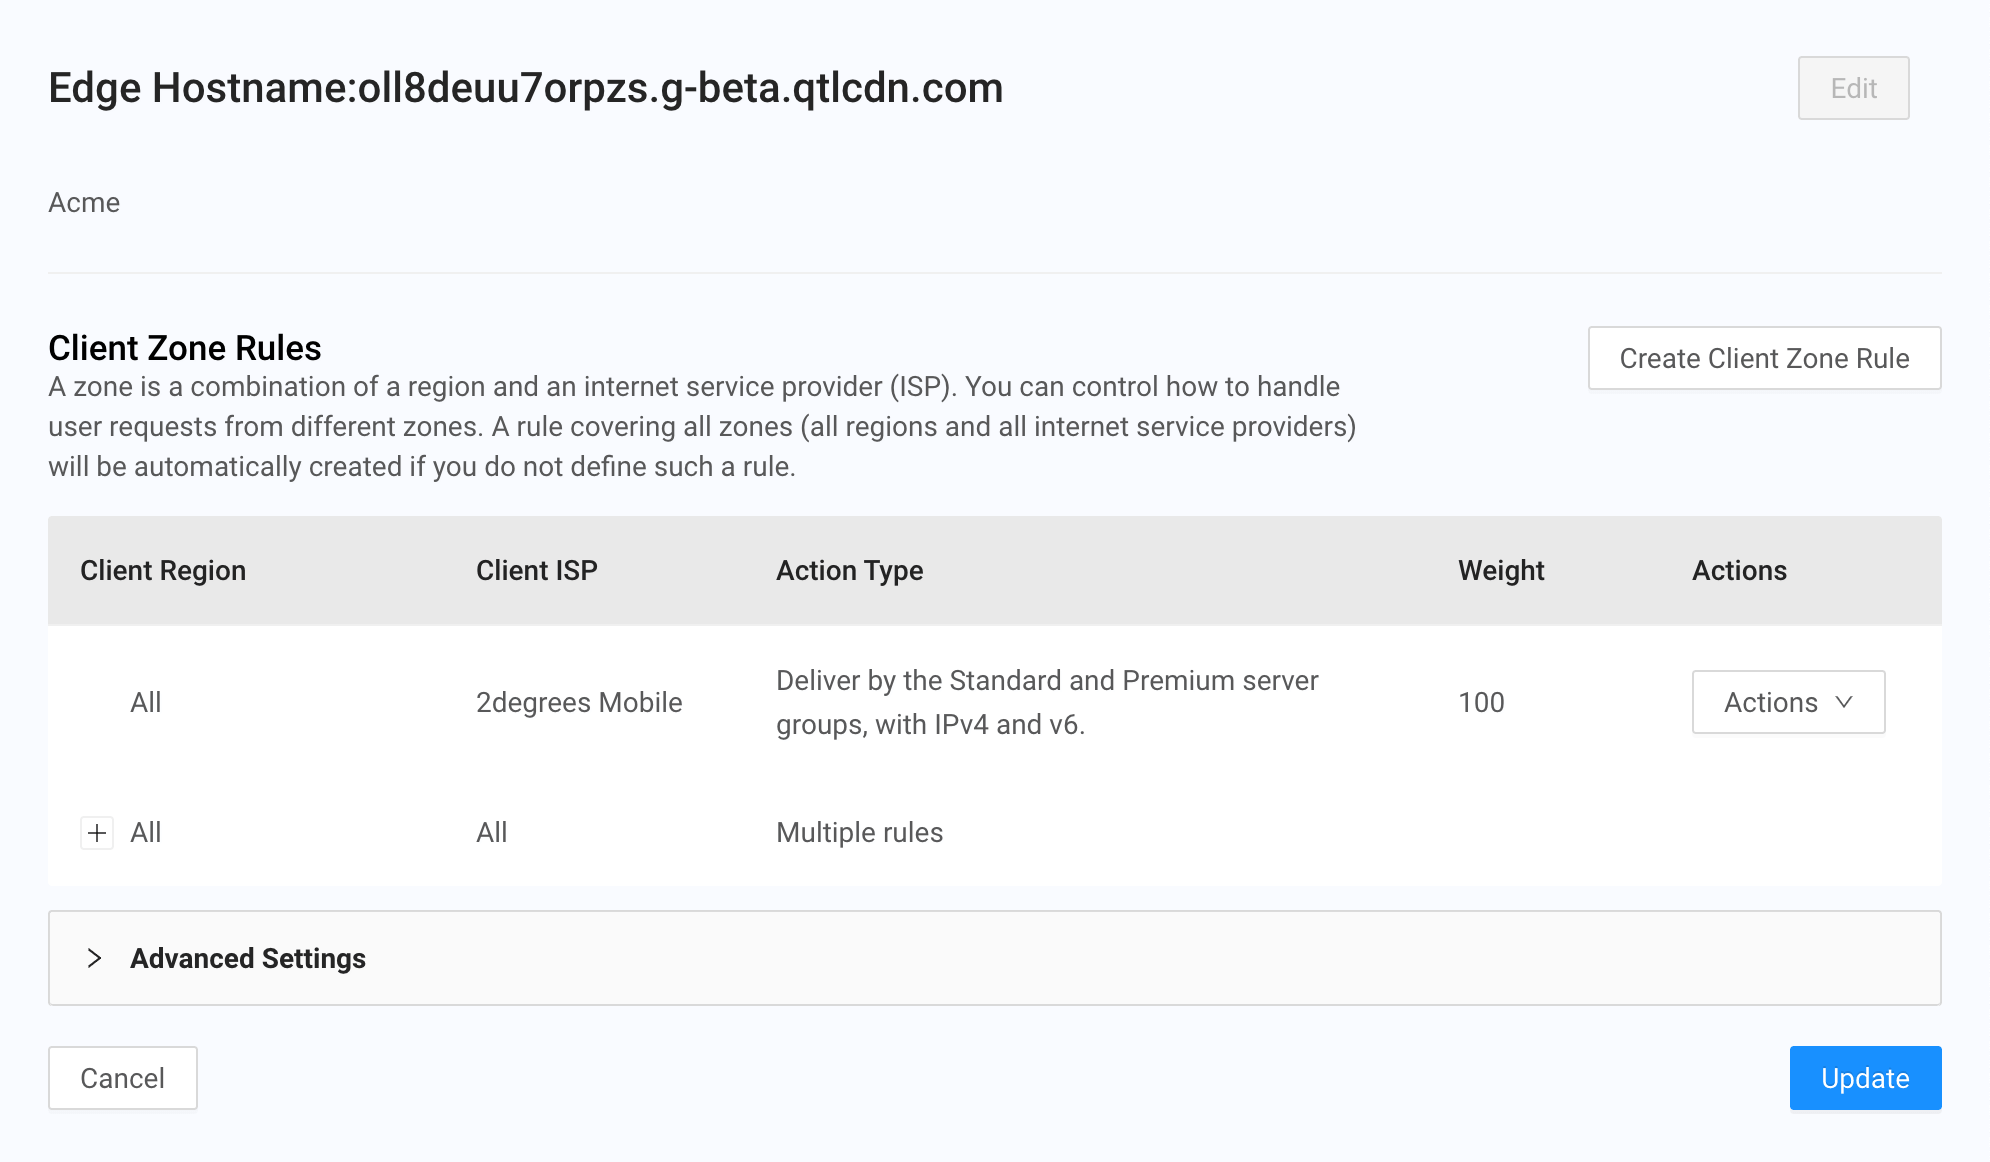 Edge Hostname:oll8deuu7orpzs.g-beta.qtlcdn.com
Edit
Acme
Client Zone Rules
Create Client Zone Rule
A zone is a combination of a region and an internet service provider (ISP). You can control how to handle
user requests from different zones. A rule covering all zones (all regions and all internet service providers)
will be automatically created if you do not define such a rule.
Client Region Client ISP Action Type Weight Actions
All 2degrees Mobile Deliver by the Standard and Premium server 100 Actions
groups, with IPv4 and v6.
All All Multiple rules
Advanced Settings
Cancel Update